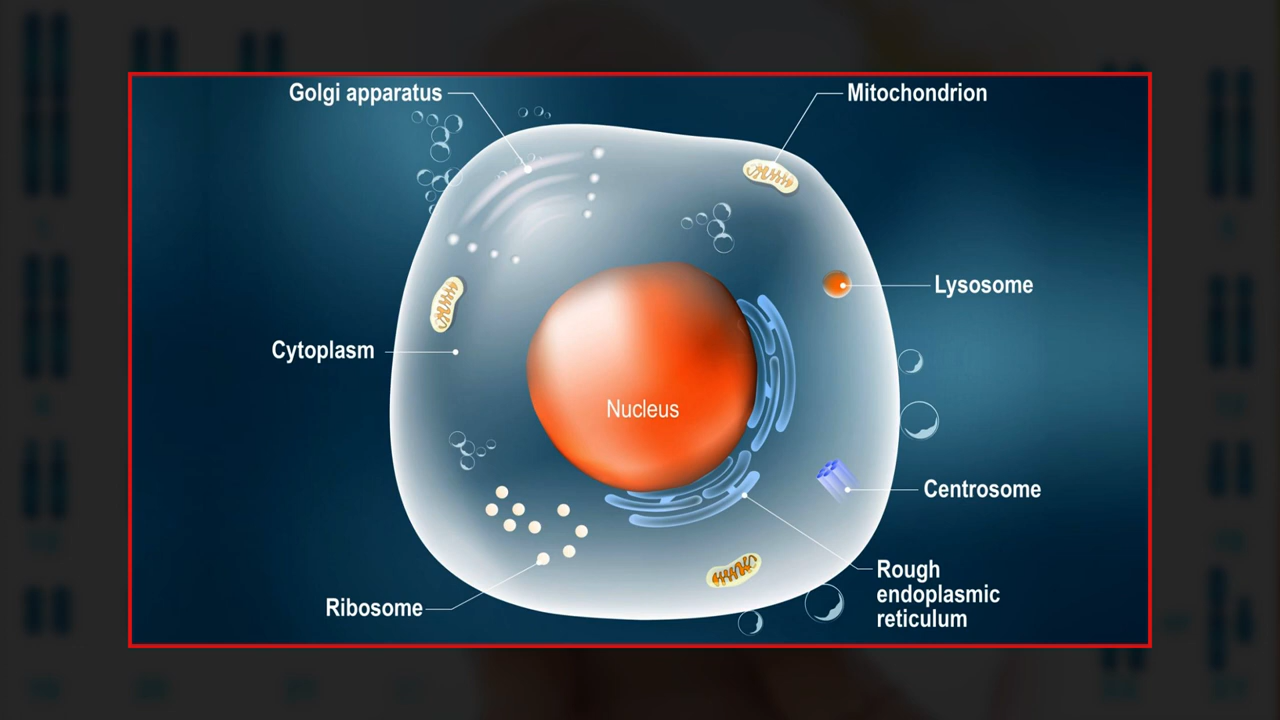 Golgi apparatus
Mitochondrion
Lysosome
Cytoplasm
Nucleus
Centrosome
Rough
endoplasmic
reticulum
Ribosome